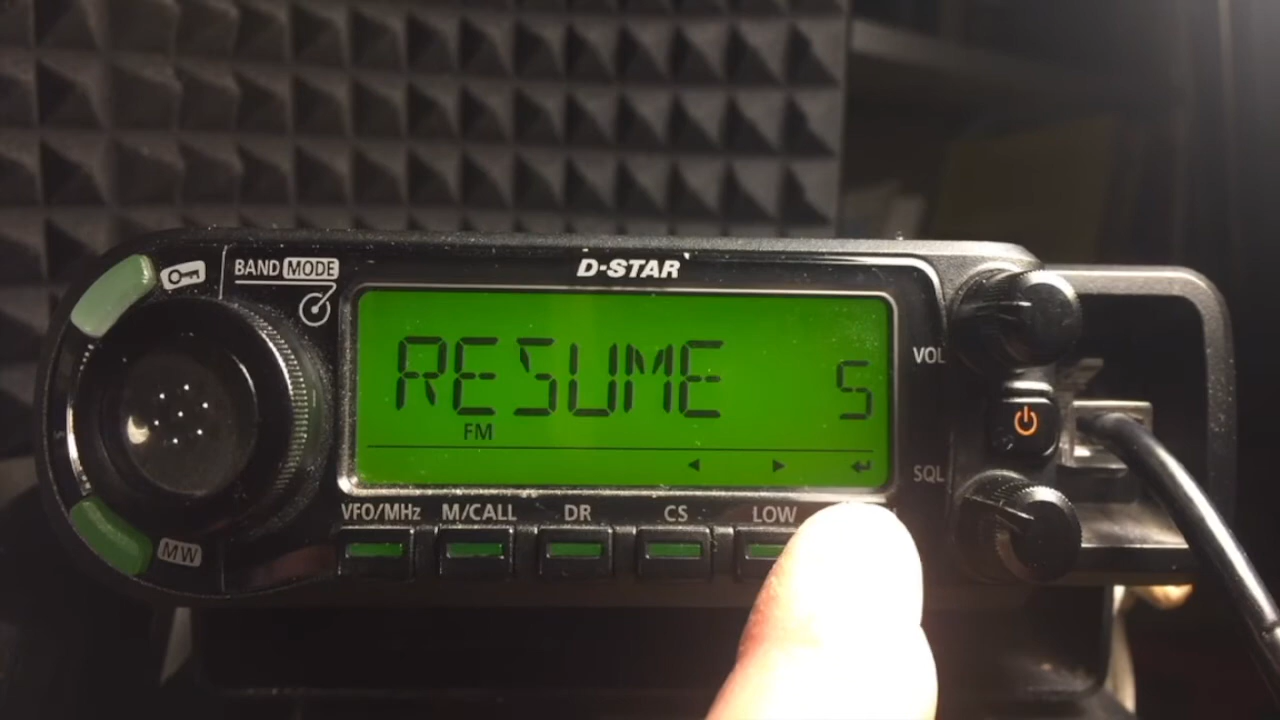 BAND MODE
D-STAR
RESUME 5
FM
VOL
SQL
VFO/MHz M/CALL DR CS LOW
MW